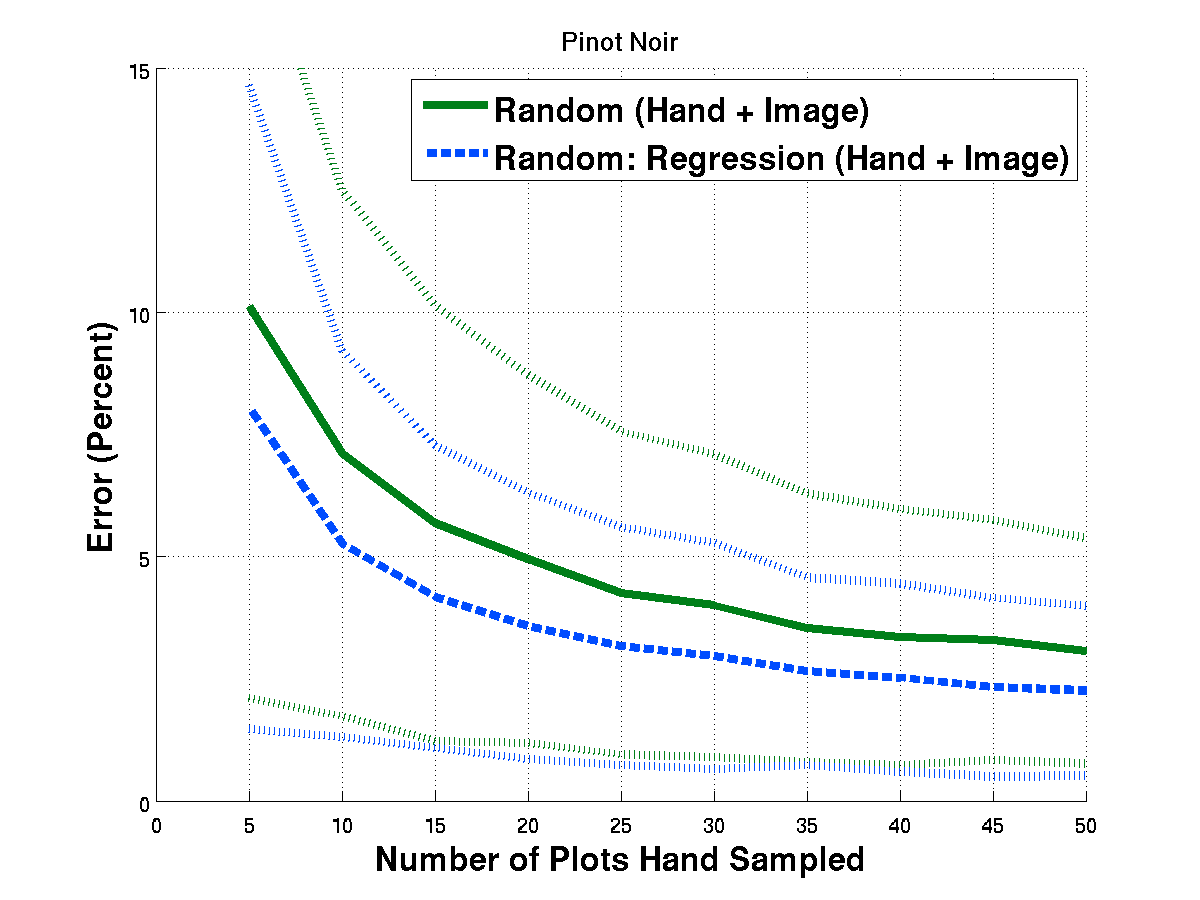 Pinot Noir
Random (Hand + Image)
Random: Regression (Hand + Image)
Error (Percent)
15
10
5
0
0 5 10 15 20 25 30 35 40 45 50
Number of Plots Hand Sampled